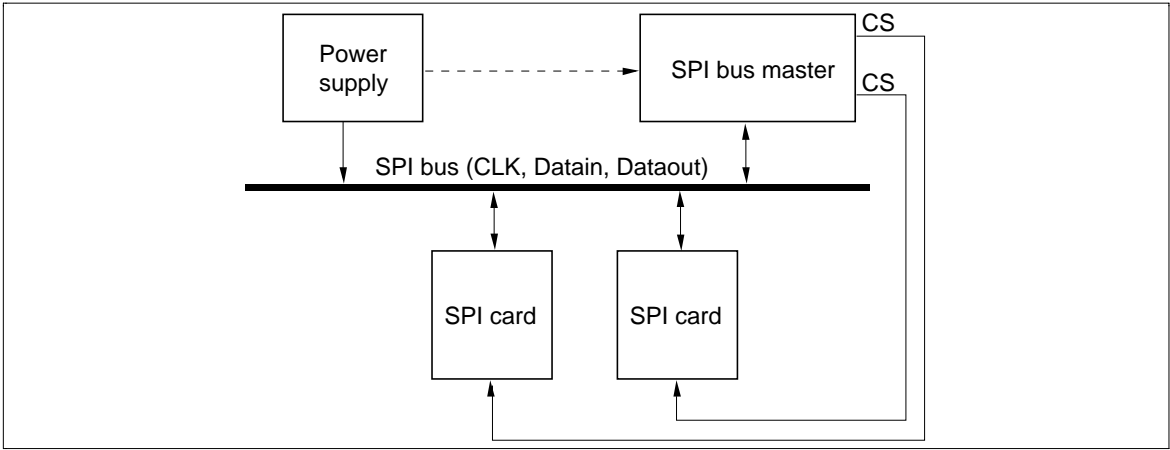 CS
Power
supply
SPI bus master
CS
SPI bus (CLK, Datain, Dataout)
SPI card
SPI card